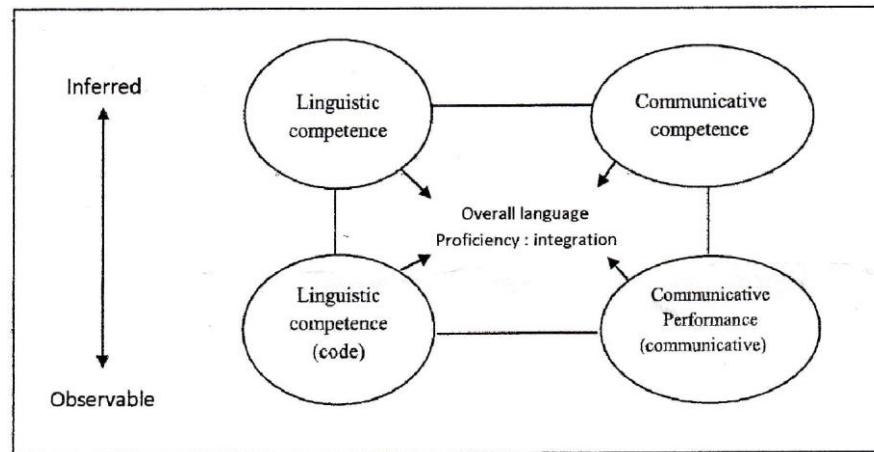 Inferred
Linguistic
competence
Communicative
competence
Overall language
Proficiency : integration
Linguistic
competence
(code)
Communicative
Performance
(communicative)
Observable